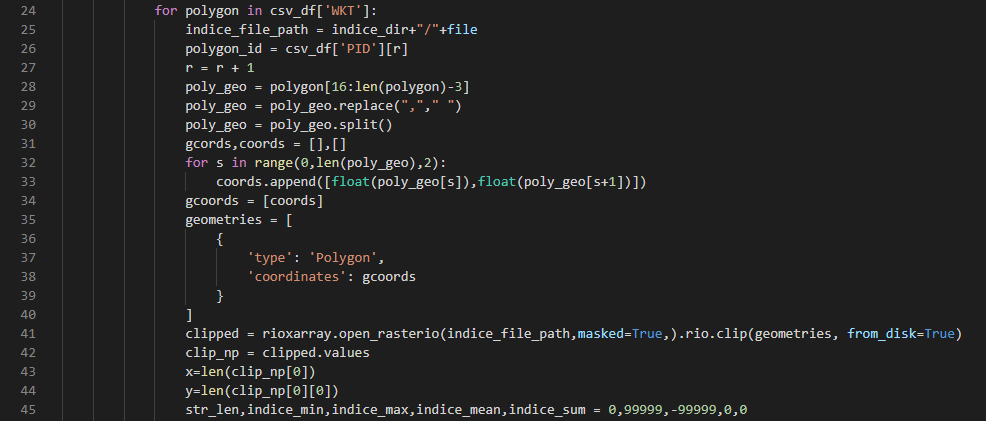 24 for polygon in csv_df['WKT']:
25 indice_file_path = indice_dir+"/"+file
26 polygon_id = csv_df['PID'][r]
27 r = r + 1
28 poly_geo = polygon[16:len(polygon)-3]
29 poly_geo = poly_geo.replace(","," ")
30 poly_geo = poly_geo.split()
31 gcords,coords = [],[]
32 for s in range(0,len(poly_geo),2):
33 coords.append([float(poly_geo[s]),float(poly_geo[s+1])])
34 gcoords = [coords]
35 geometries = [
36 {
37 'type': 'Polygon',
38 'coordinates': gcoords
39 }
40 ]
41 clipped = rioxarray.open_rasterio(indice_file_path,masked=True,).rio.clip(geometries, from_disk=True)
42 clip_np = clipped.values
43 x=len(clip_np[0])
44 y=len(clip_np[0][0])
45 str_len,indice_min,indice_max,indice_mean,indice_sum = 0,99999,-99999,0,0